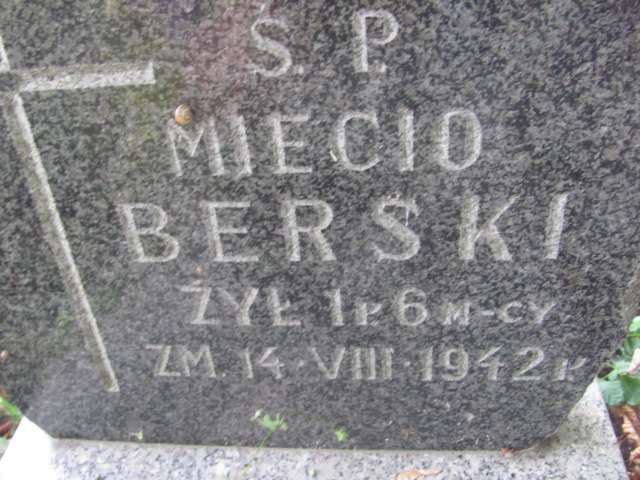 S. P.
MIECIO
BERSKI
ŻYŁ 1 r 6 M-CY
ZM. 14 · VIII · 1942 r